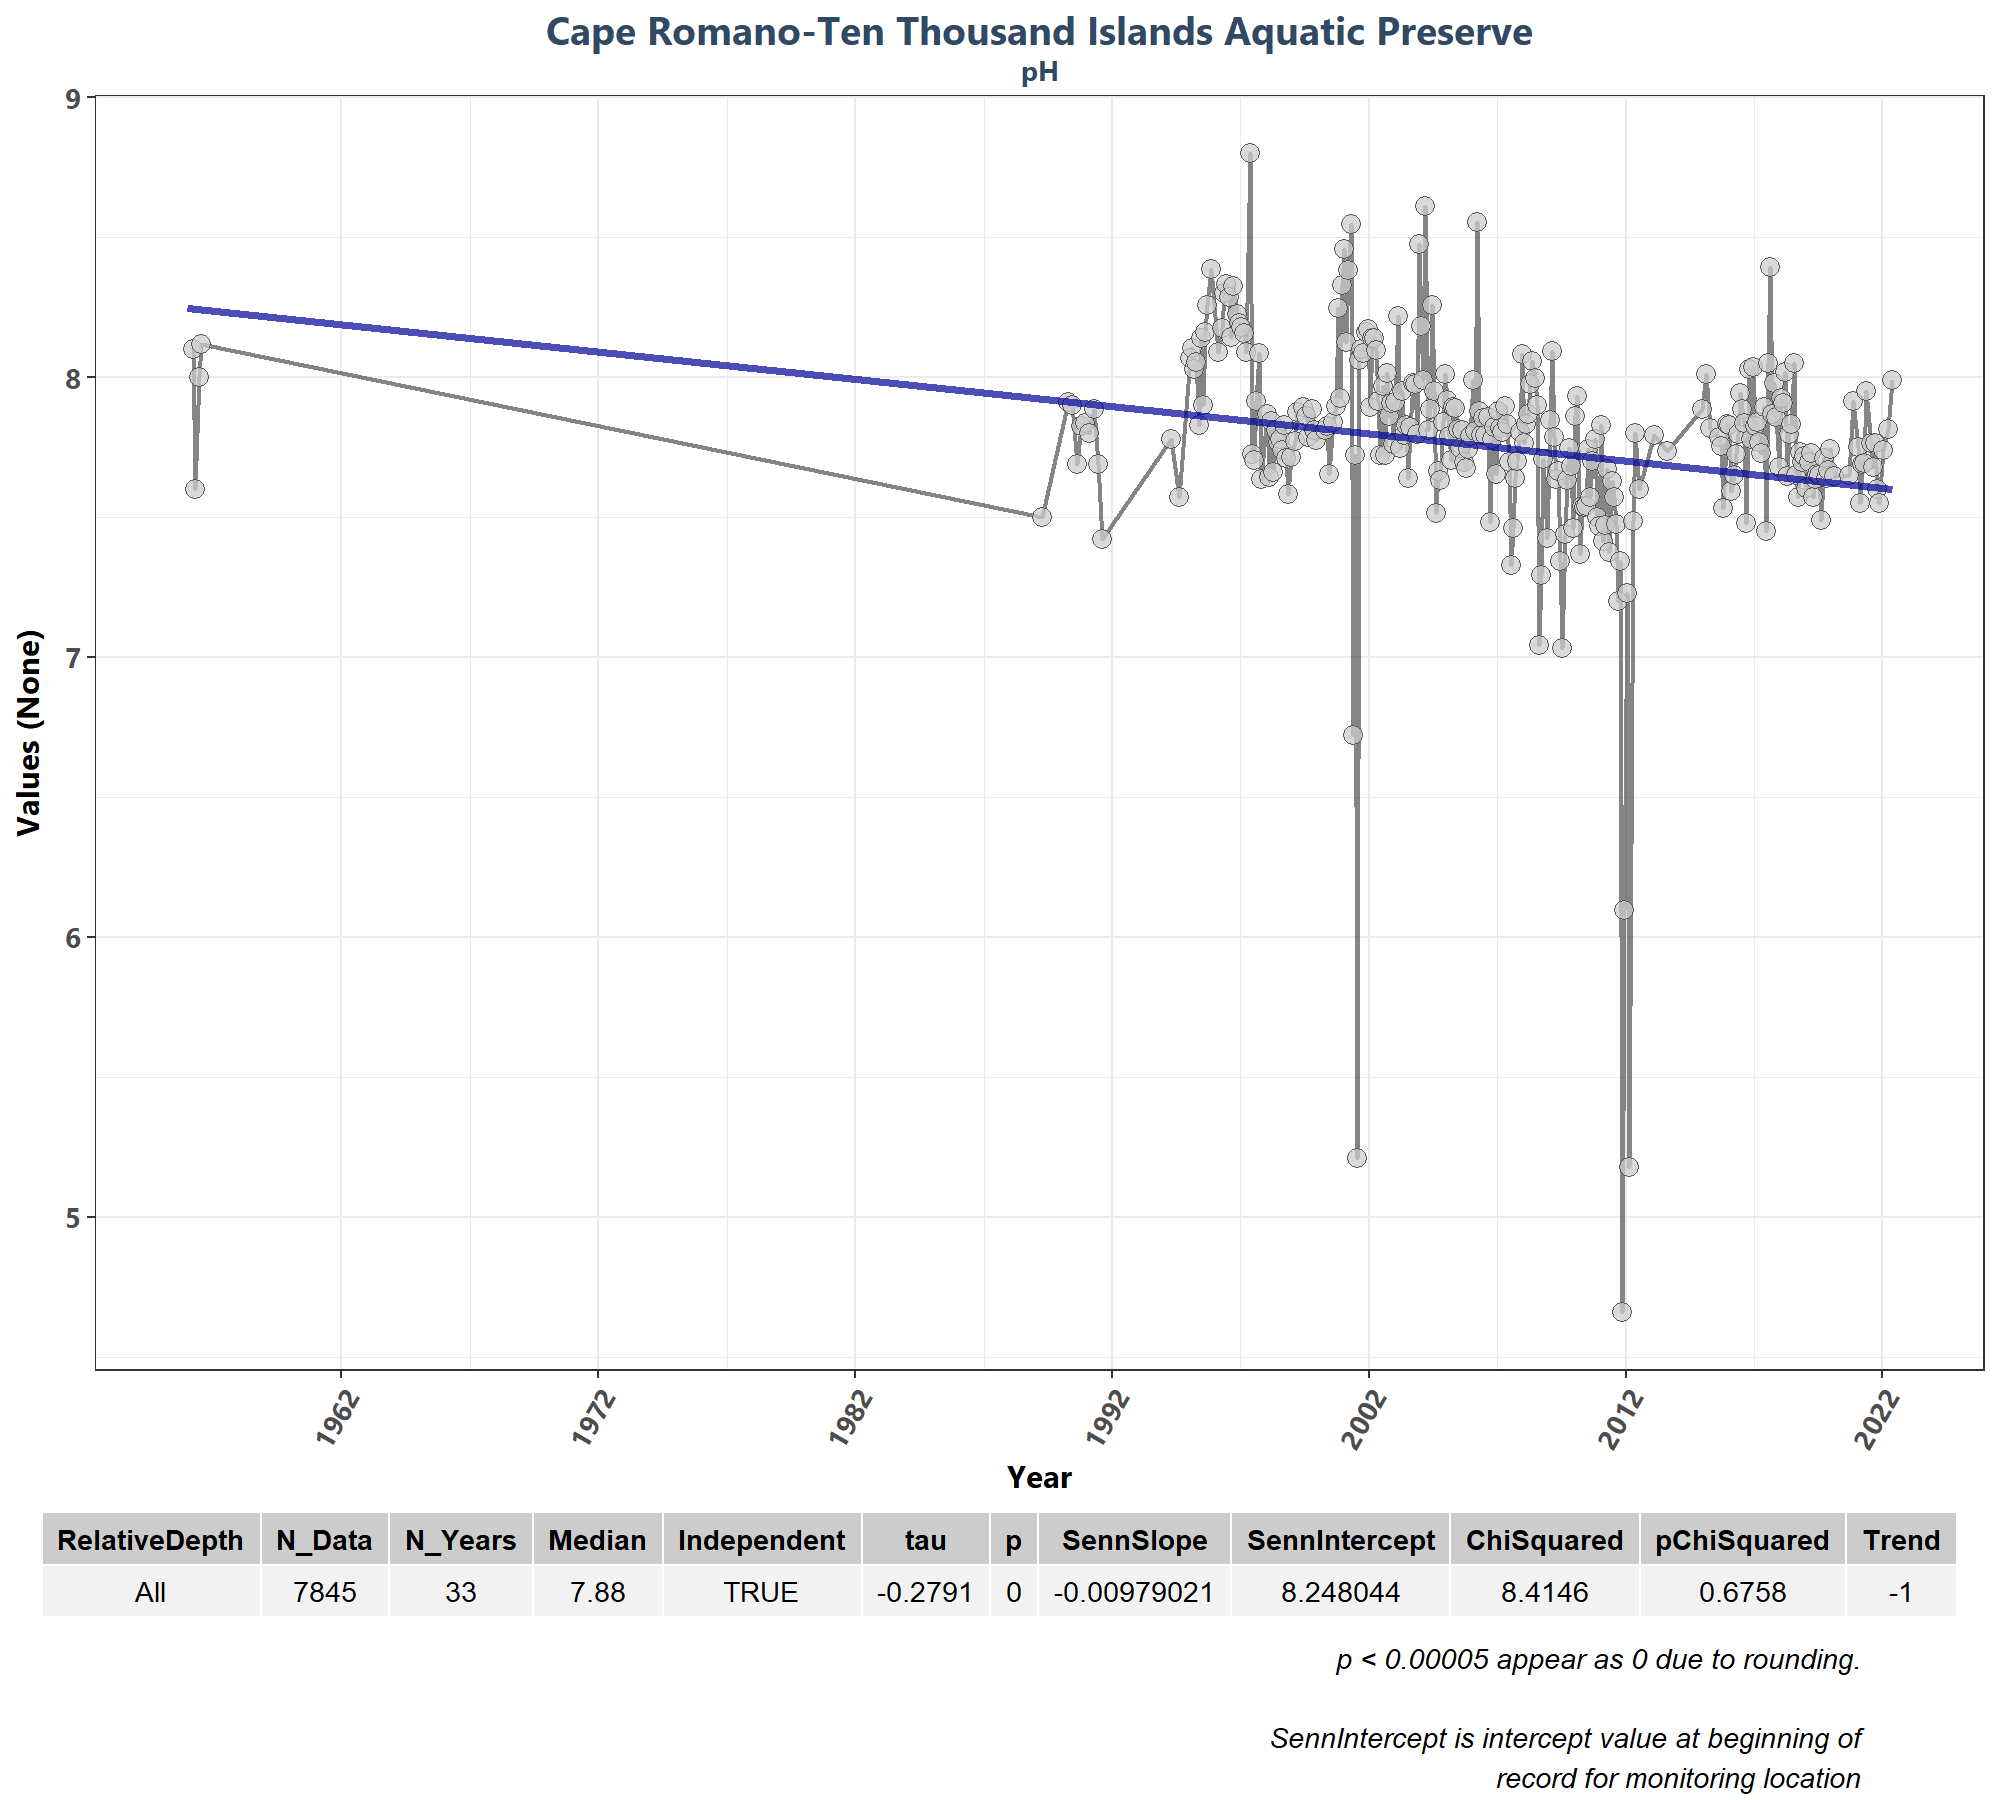 Cape Romano-Ten Thousand Islands Aquatic Preserve
pH
9
8
7
6
5
Values (None)
1962 1972 1982 1992 2002 2012 2022
Year
RelativeDepth N_Data N_Years Median Independent tau p SennSlope SennIntercept ChiSquared pChiSquared Trend
All 7845 33 7.88 TRUE -0.2791 0 -0.00979021 8.248044 8.4146 0.6758 -1
p < 0.00005 appear as 0 due to rounding.
SennIntercept is intercept value at beginning of
record for monitoring location